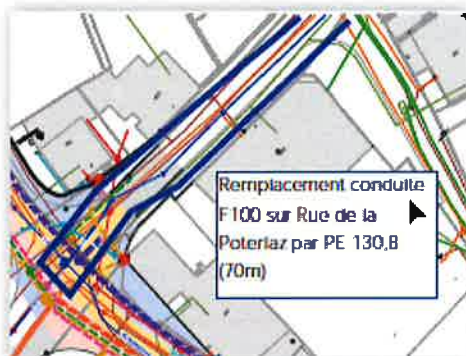 Remplacement conduite
F100 sur Rue de la
Poterlaz par PE 130,8
(70m)